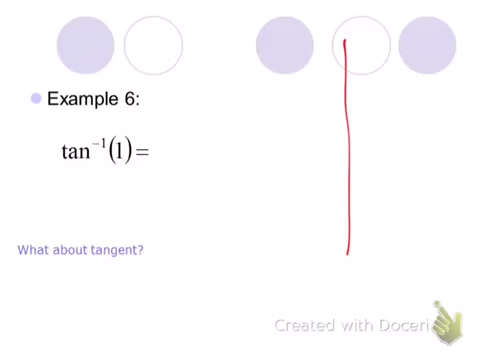 Example 6:
tan⁻¹(1)=
What about tangent?
Created with Doceri